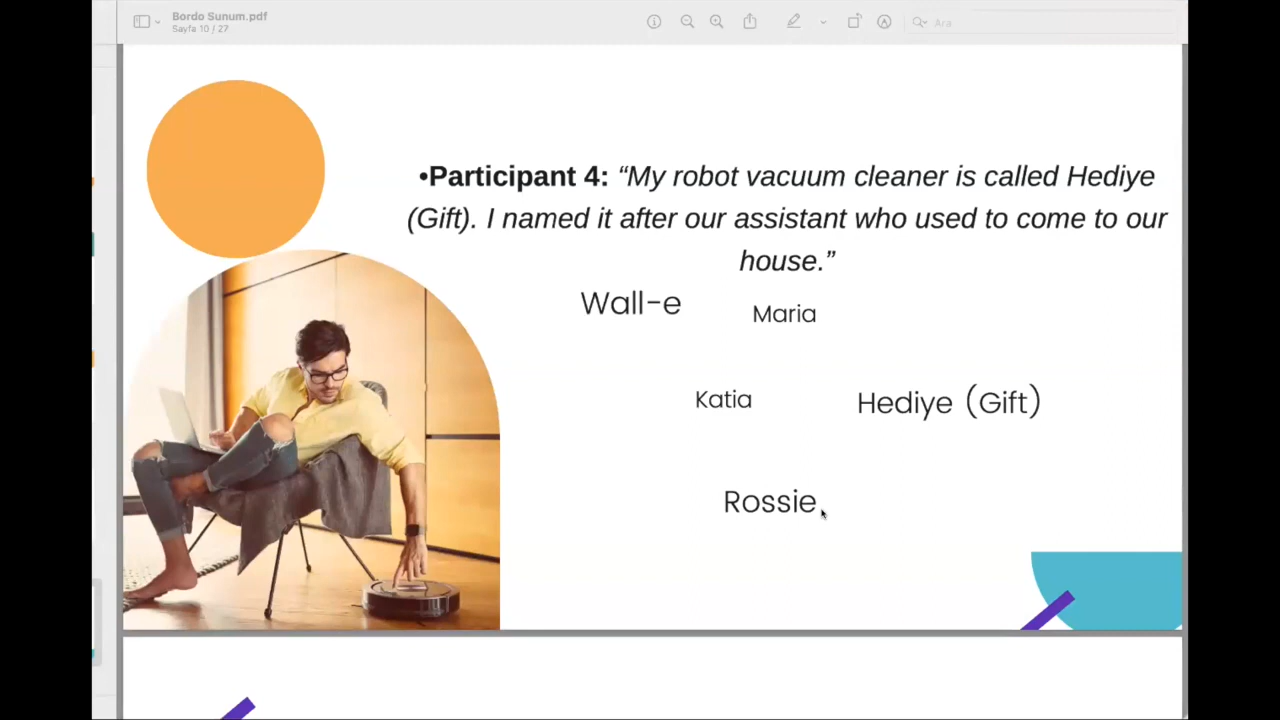 Bordo Sunum.pdf
Sayfa 10 / 27
Ara
•Participant 4: “My robot vacuum cleaner is called Hediye
(Gift). I named it after our assistant who used to come to our
house.”
Wall-e
Maria
Katia
Hediye (Gift)
Rossie